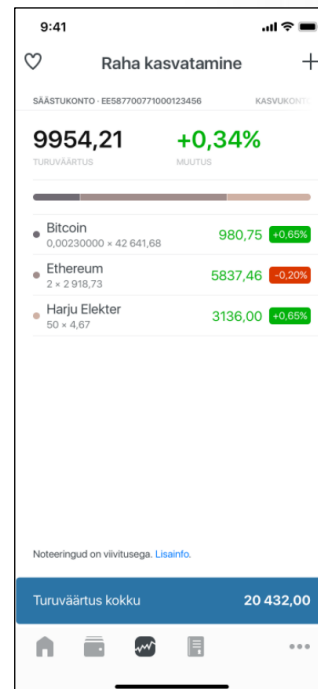 9:41
Raha kasvatamine
SÄÄSTUKONTO · EE587700771000123456 KASVUKONT
9954,21 +0,34%
TURUVÄÄRTUS MUUTUS
Bitcoin
0,00230000 × 42 641,68
980,75 +0,65%
Ethereum
2 × 2 918,73
5837,46 -0,20%
Harju Elekter
50 × 4,67
3136,00 +0,65%
Noteeringud on viivitusega. Lisainfo.
Turuväärtus kokku 20 432,00